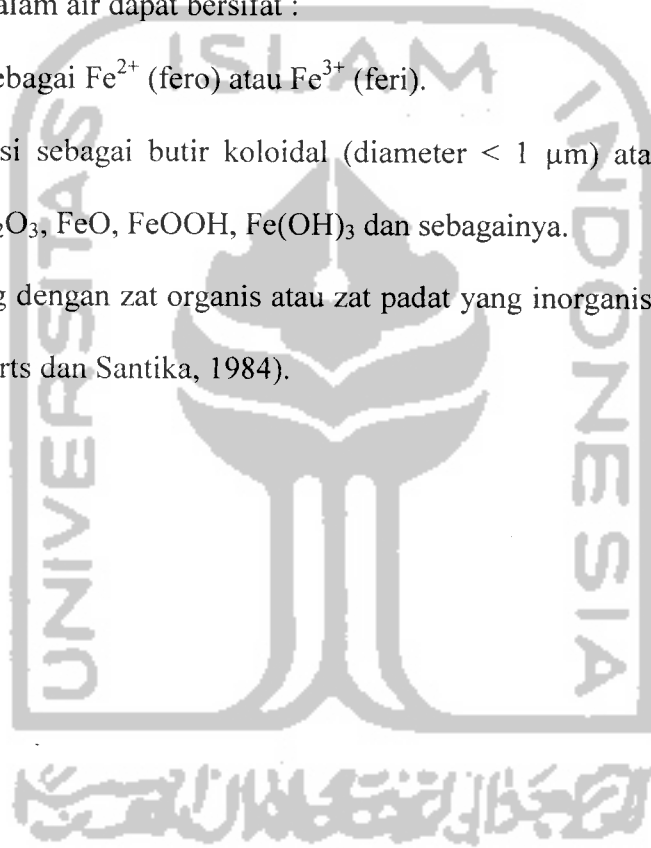 alam air dapat bersifat :
ebagai Fe²⁺ (fero) atau Fe³⁺ (feri).
si sebagai butir koloidal (diameter < 1 μm) ata
₂O₃, FeO, FeOOH, Fe(OH)₃ dan sebagainya.
g dengan zat organis atau zat padat yang inorganis
rts dan Santika, 1984).
ISLAM
UNIVERSITAS
INDONESIA